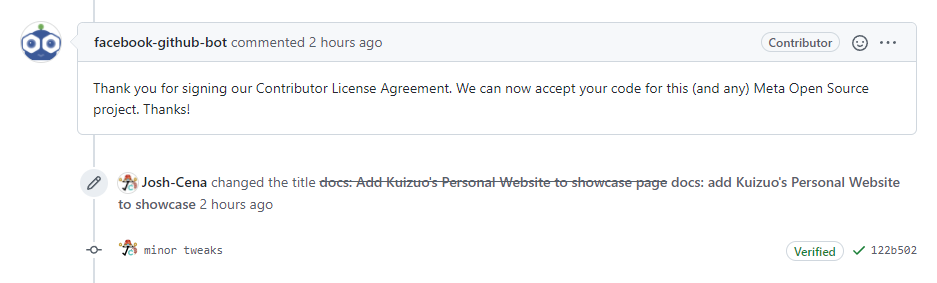 facebook-github-bot commented 2 hours ago
Contributor
Thank you for signing our Contributor License Agreement. We can now accept your code for this (and any) Meta Open Source
project. Thanks!
Josh-Cena changed the title docs: Add Kuizuo's Personal Website to showcase page docs: add Kuizuo's Personal Website
to showcase 2 hours ago
minor tweaks
Verified
122b502